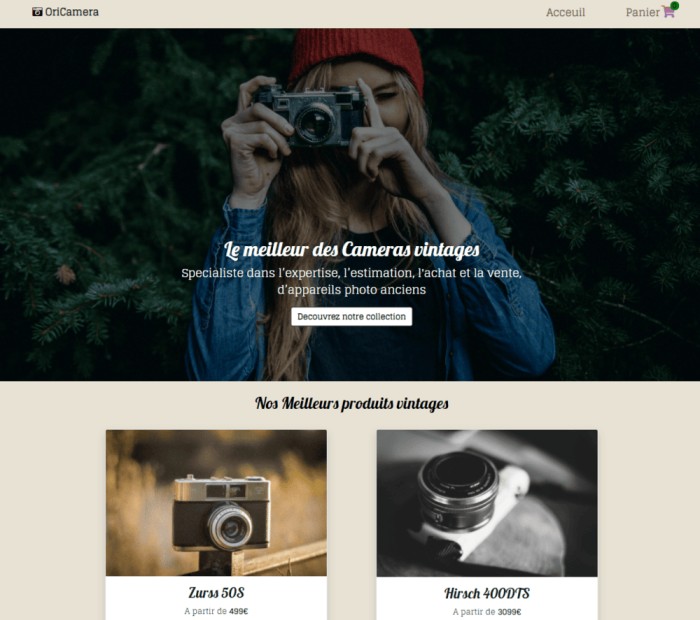 OriCamera
Acceuil
Panier
0
Le meilleur des Cameras vintages
Specialiste dans l'expertise, l'estimation, l'achat et la vente,
d'appareils photo anciens
Decouvrez notre collection
Nos Meilleurs produits vintages
Zurss 50S
A partir de 499€
Hirsch 400DTS
A partir de 3099€